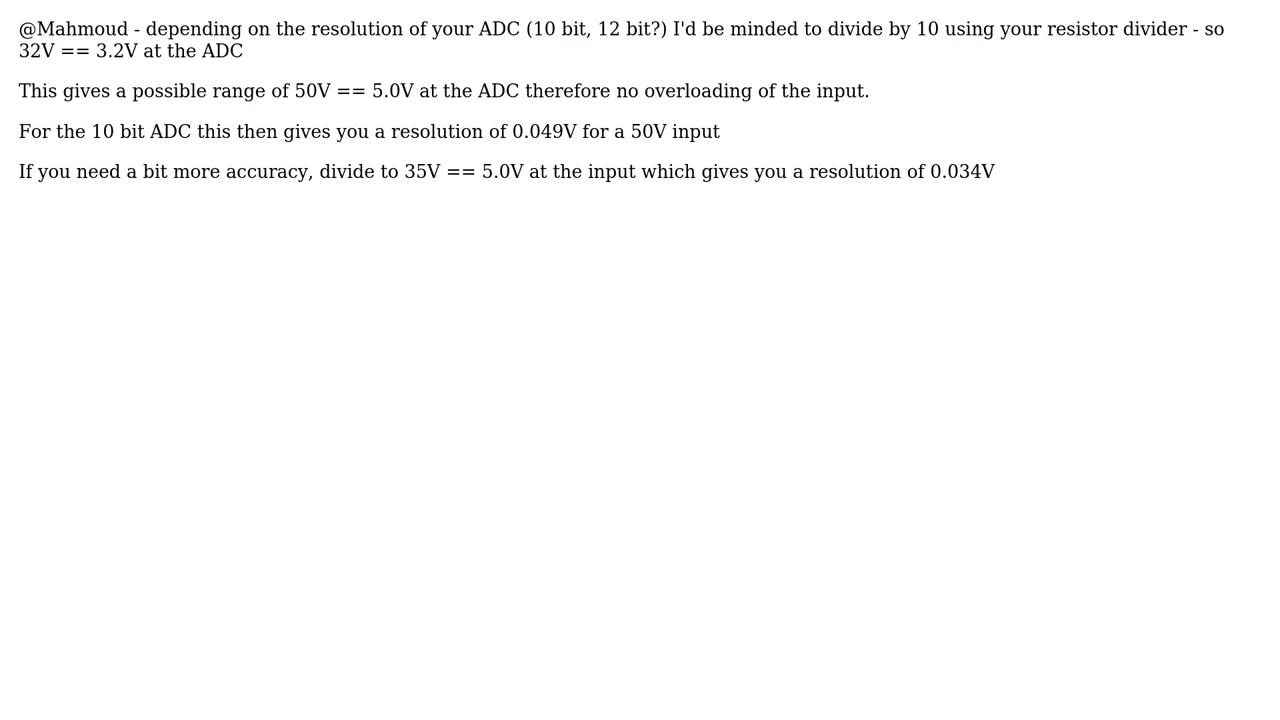 @Mahmoud - depending on the resolution of your ADC (10 bit, 12 bit?) I'd be minded to divide by 10 using your resistor divider - so
32V == 3.2V at the ADC
This gives a possible range of 50V == 5.0V at the ADC therefore no overloading of the input.
For the 10 bit ADC this then gives you a resolution of 0.049V for a 50V input
If you need a bit more accuracy, divide to 35V == 5.0V at the input which gives you a resolution of 0.034V